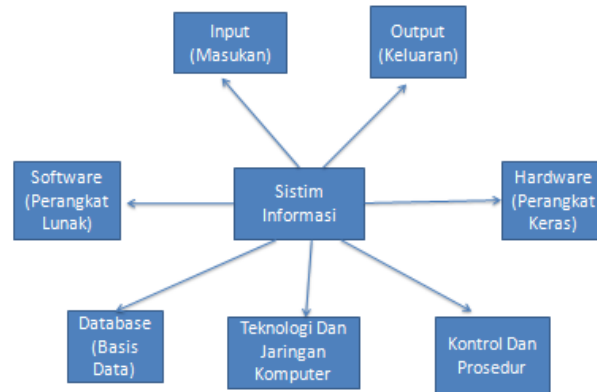 Input
(Masukan)
Output
(Keluaran)
Software
(Perangkat
Lunak)
Sistim
Informasi
Hardware
(Perangkat
Keras)
Database
(Basis
Data)
Teknologi Dan
Jaringan
Komputer
Kontrol Dan
Prosedur